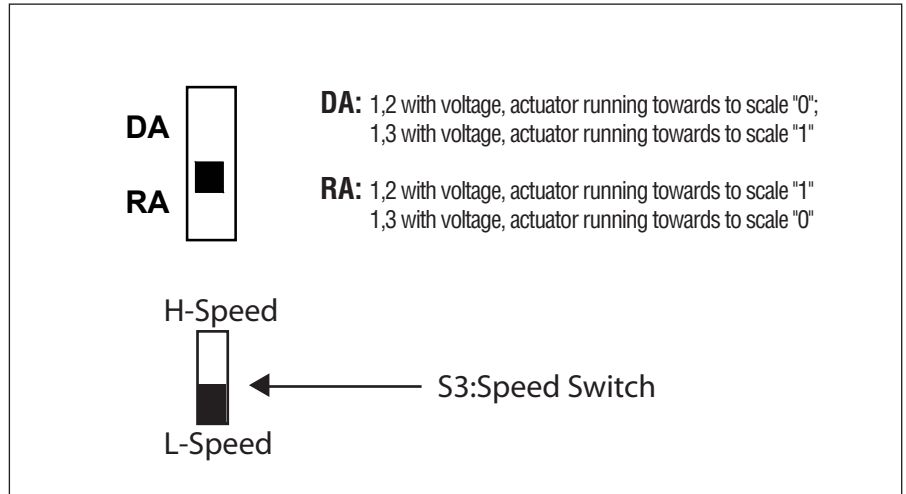 DA
RA
DA: 1,2 with voltage, actuator running towards to scale "0";
1,3 with voltage, actuator running towards to scale "1"
RA: 1,2 with voltage, actuator running towards to scale "1"
1,3 with voltage, actuator running towards to scale "0"
H-Speed
S3:Speed Switch
L-Speed